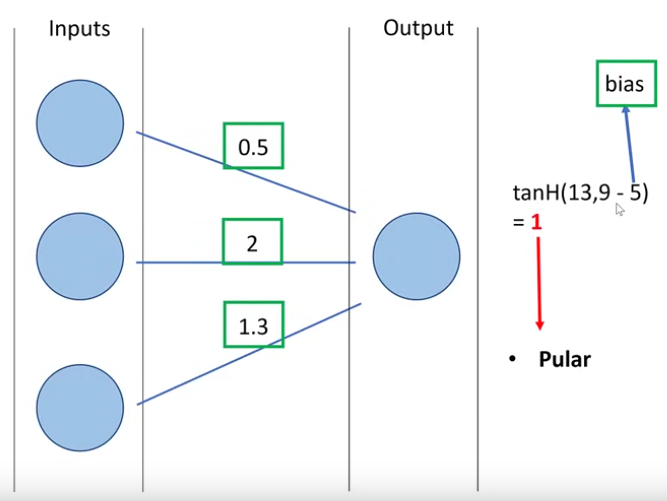 Inputs
Output
bias
0.5
tanH(13,9 - 5)
= 1
2
1.3
• Pular